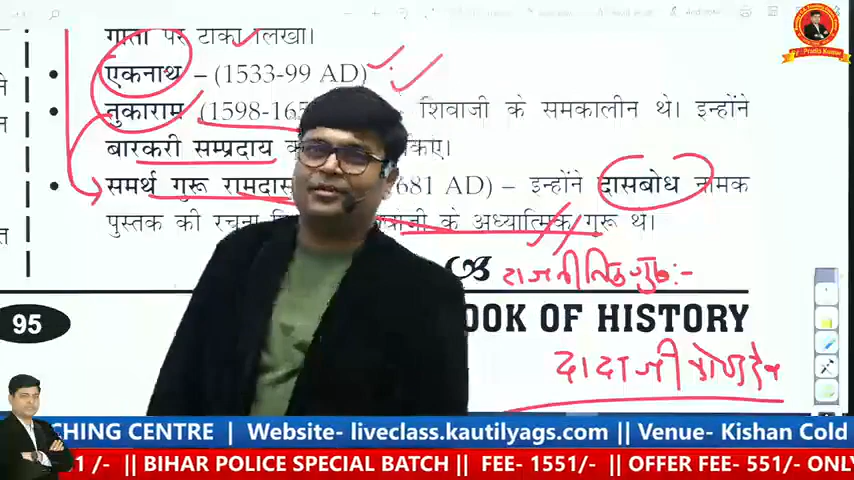 गीता पर टीका लिखा।
एकनाथ – (1533-99 AD)
तुकाराम (1598-165 शिवाजी के समकालीन थे। इन्होंने
बारकरी सम्प्रदाय किए।
समर्थ गुरू रामदास 681 AD) – इन्होंने दासबोध नामक
पुस्तक की रचना के अध्यात्मिक गुरू थे।
राजनीतिक गुरु :-
95
OOK OF HISTORY
दादाजी कोणदेव
CHING CENTRE | Website- liveclass.kautilyags.com || Venue- Kishan Cold
51 /- || BIHAR POLICE SPECIAL BATCH || FEE- 1551/- || OFFER FEE- 551/- ONLY